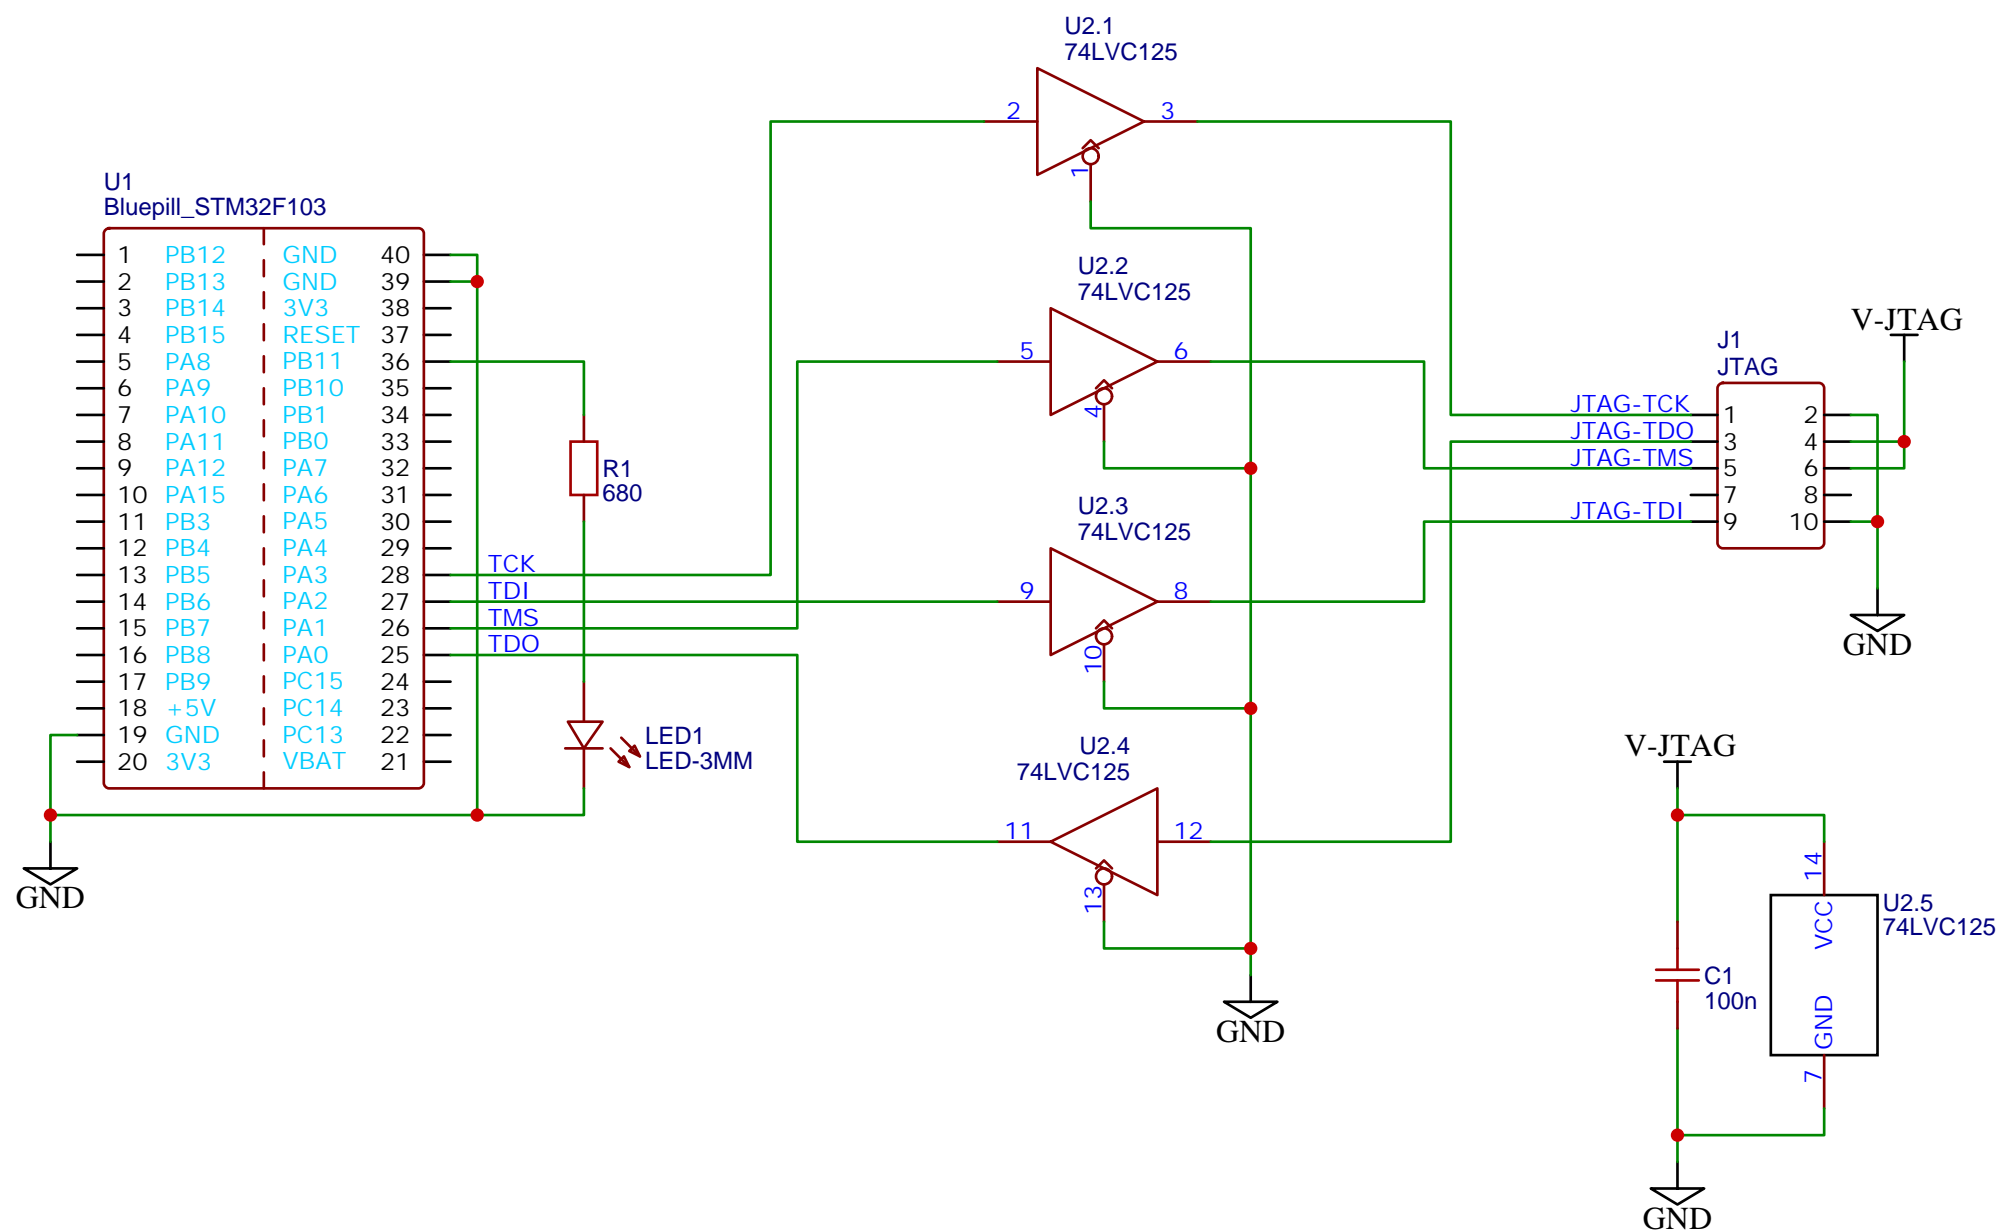 U2.1
74LVC125
2
3
1
U1
Bluepill_STM32F103
1 PB12 GND 40
2 PB13 GND 39
3 PB14 3V3 38
4 PB15 RESET 37
5 PA8 PB11 36
6 PA9 PB10 35
7 PA10 PB1 34
8 PA11 PB0 33
9 PA12 PA7 32
10 PA15 PA6 31
11 PB3 PA5 30
12 PB4 PA4 29
13 PB5 PA3 28
14 PB6 PA2 27
15 PB7 PA1 26
16 PB8 PA0 25
17 PB9 PC15 24
18 +5V PC14 23
19 GND PC13 22
20 3V3 VBAT 21
GND
R1
680
TCK
TDI
TMS
TDO
LED1
LED-3MM
U2.2
74LVC125
5
6
4
U2.3
74LVC125
9
8
10
U2.4
74LVC125
11
12
13
GND
V-JTAG
J1
JTAG
JTAG-TCK 1 2
JTAG-TDO 3 4
JTAG-TMS 5 6
7 8
JTAG-TDI 9 10
GND
V-JTAG
14
U2.5
74LVC125
VCC
C1
100n
GND
7
GND